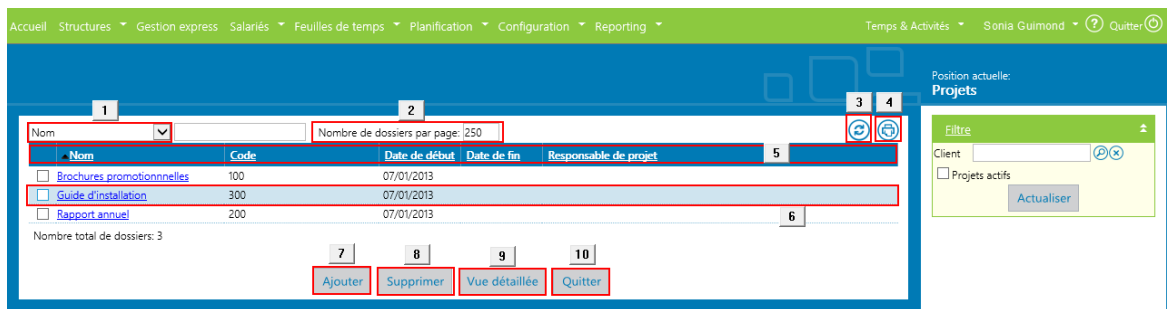 Accueil Structures Gestion express Salariés Feuilles de temps Planification Configuration Reporting Temps & Activités Sonia Guimond ? Quitter
Position actuelle:
Projets
1 2 3 4
Nom Nombre de dossiers par page: 250
Filtre
Nom Code Date de début Date de fin Responsable de projet 5
Client
Brochures promotionnnelles 100 07/01/2013
Projets actifs
Guide d'installation 300 07/01/2013
Actualiser
Rapport annuel 200 07/01/2013 6
Nombre total de dossiers: 3
7 8 9 10
Ajouter Supprimer Vue détaillée Quitter